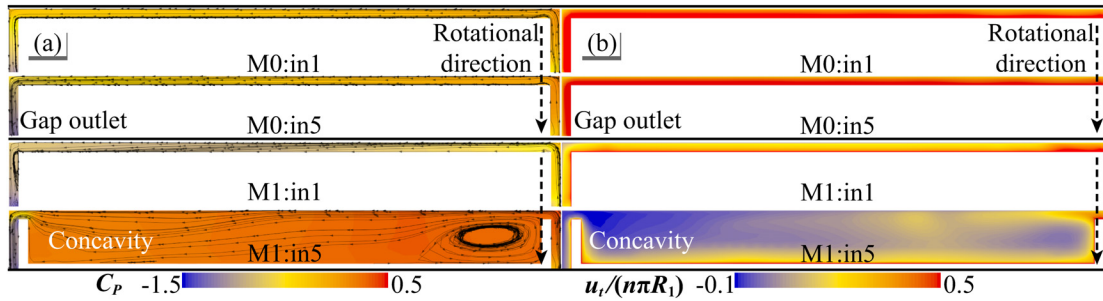 (a)
Rotational
direction
M0:in1
Gap outlet
M0:in5
M1:in1
Concavity
M1:in5
C_P -1.5 0.5
(b)
Rotational
direction
M0:in1
Gap outlet
M0:in5
M1:in1
M1:in5
u_t/(nπR_1) -0.1 0.5